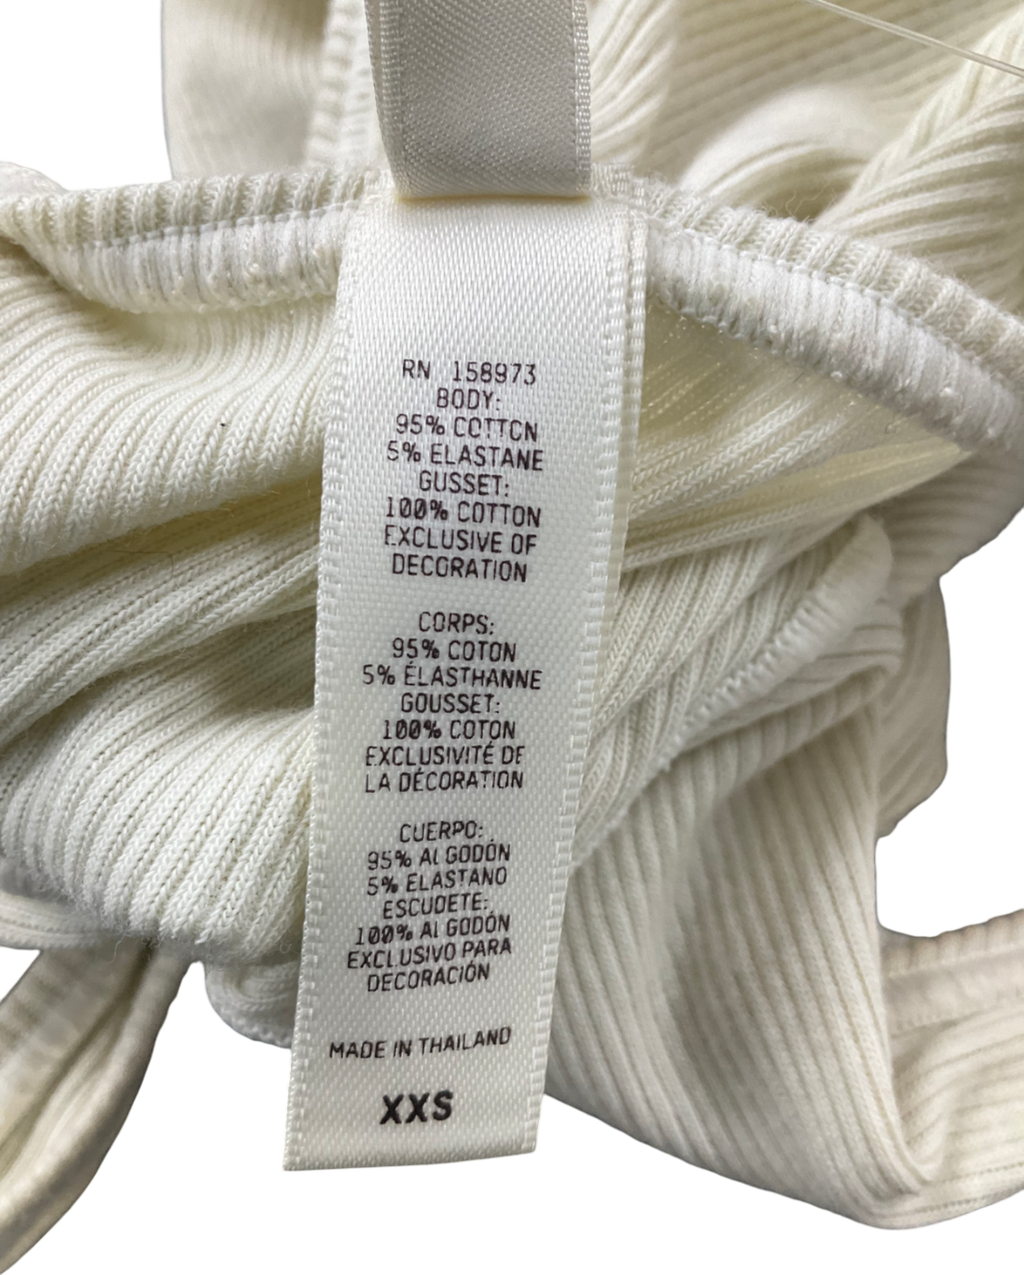 RN 158973
BODY:
95% COTTON
5% ELASTANE
GUSSET:
100% COTTON
EXCLUSIVE OF
DECORATION
CORPS:
95% COTON
5% ÉLASTHANNE
GOUSSET:
100% COTON
EXCLUSIVITÉ DE
LA DÉCORATION
CUERPO:
95% ALGODÓN
5% ELASTANO
ESCUDETE:
100% ALGODÓN
EXCLUSIVO PARA
DECORACIÓN
MADE IN THAILAND
XXS